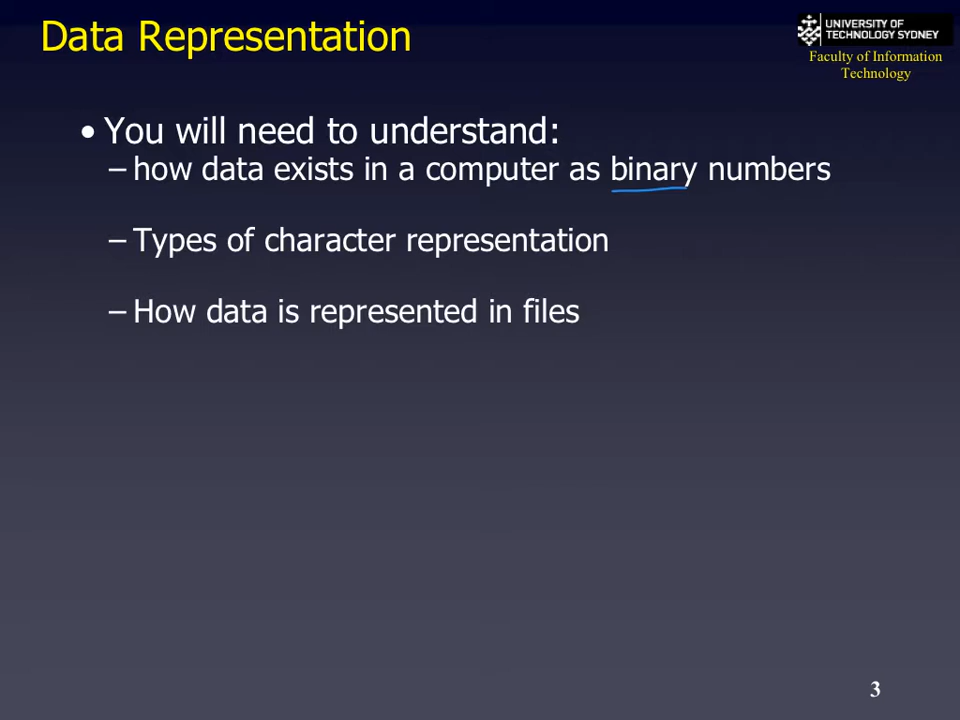 Data Representation
UNIVERSITY OF
TECHNOLOGY SYDNEY
Faculty of Information
Technology
• You will need to understand:
– how data exists in a computer as binary numbers
– Types of character representation
– How data is represented in files
3